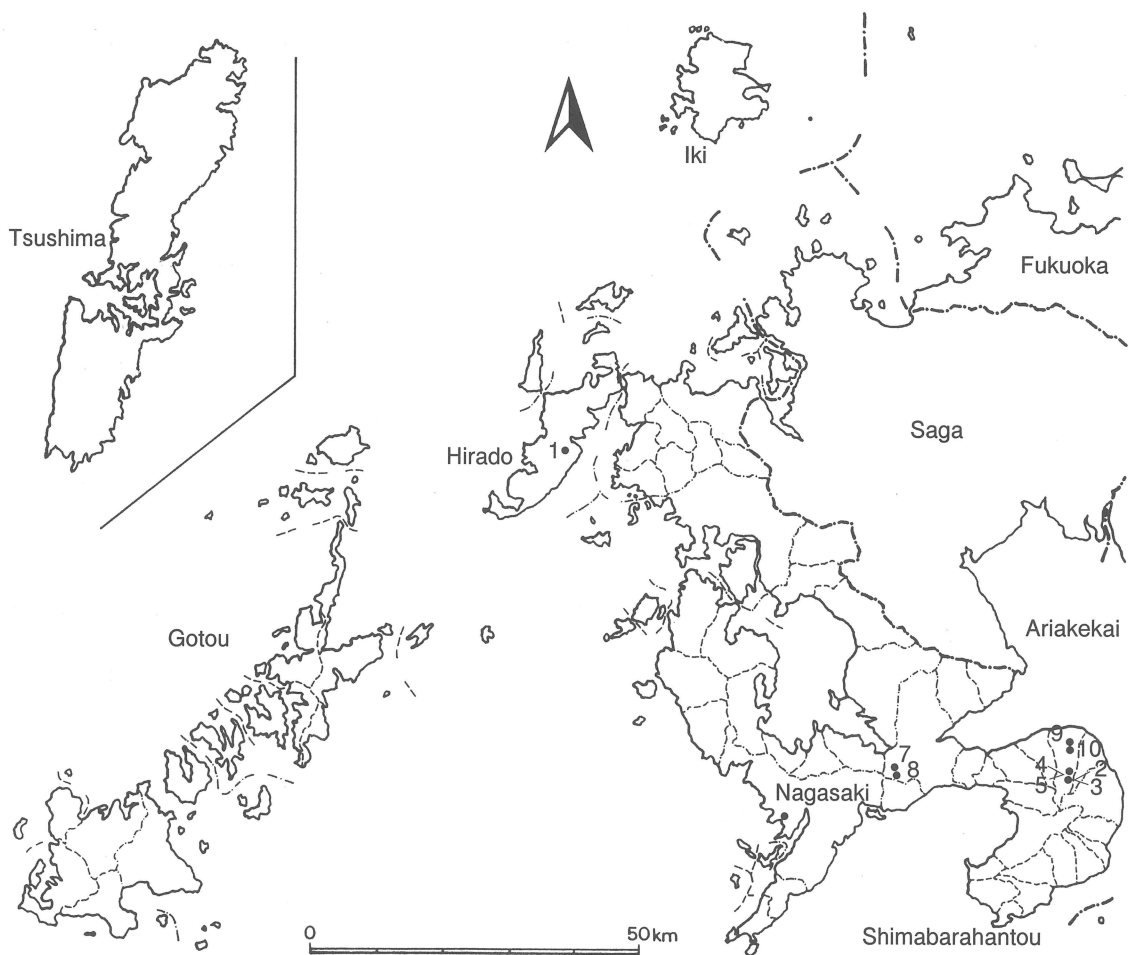 Iki
Tsushima
Fukuoka
Saga
Hirado
1
Gotou
Ariakekai
9
10
7
8
4
2
5
3
Nagasaki
Shimabarahantou
0
50km